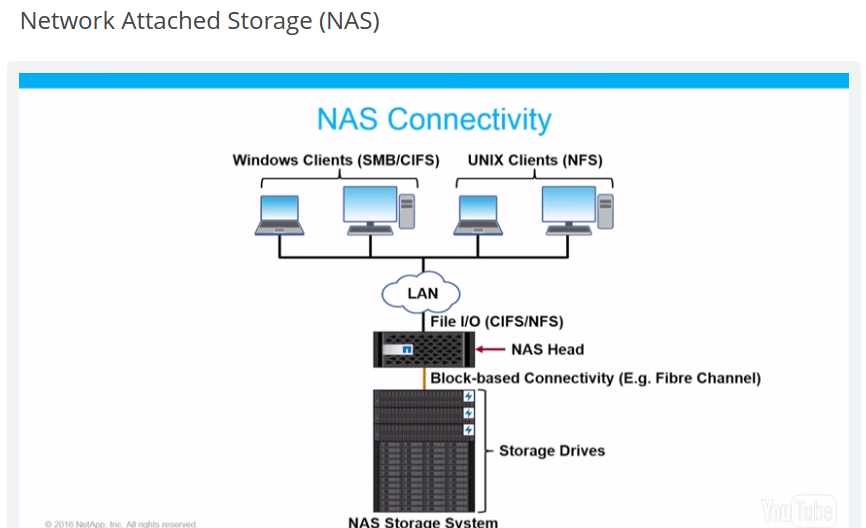 Network Attached Storage (NAS)
NAS Connectivity
Windows Clients (SMB/CIFS)
UNIX Clients (NFS)
LAN
File I/O (CIFS/NFS)
NAS Head
Block-based Connectivity (E.g. Fibre Channel)
Storage Drives
YouTube
© 2016 NetApp, Inc. All rights reserved.
NAS Storage System